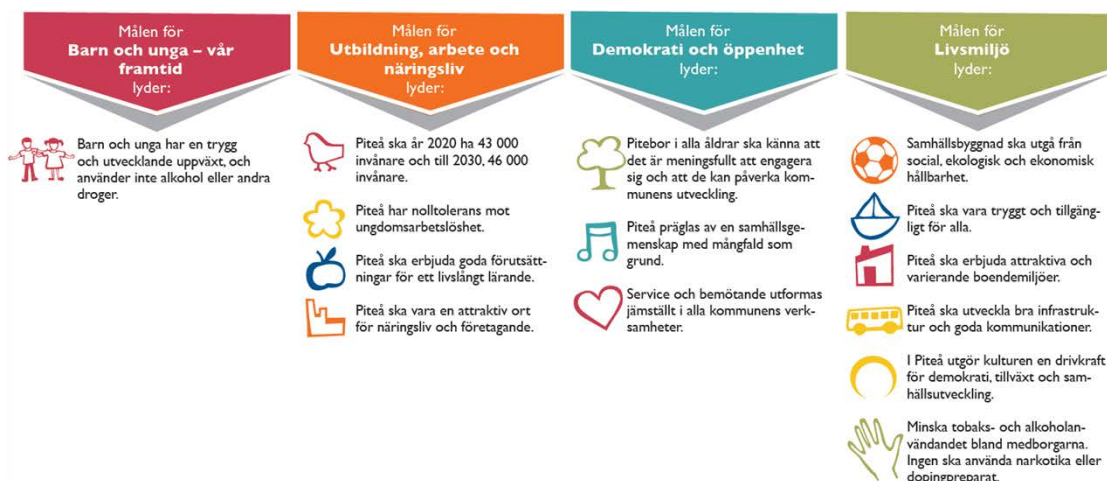 Målen för
Barn och unga – vår
framtid
lyder:
Barn och unga har en trygg
och utvecklande uppväxt, och
använder inte alkohol eller andra
droger.
Målen för
Utbildning, arbete och
näringsliv
lyder:
Piteå ska år 2020 ha 43 000
invånare och till 2030, 46 000
invånare.
Piteå har nolltolerans mot
ungdomsarbetslöshet.
Piteå ska erbjuda goda förutsätt-
ningar för ett livslångt lärande.
Piteå ska vara en attraktiv ort
för näringsliv och företagande.
Målen för
Demokrati och öppenhet
lyder:
Pitebor i alla åldrar ska känna att
det är meningsfullt att engagera
sig och att de kan påverka kom-
munens utveckling.
Piteå präglas av en samhällsge-
menskap med mångfald som
grund.
Service och bemötande utformas
jämställt i alla kommunens verk-
samheter.
Målen för
Livsmiljö
lyder:
Samhällsbyggnad ska utgå från
social, ekologisk och ekonomisk
hållbarhet.
Piteå ska vara tryggt och tillgäng-
ligt för alla.
Piteå ska erbjuda attraktiva och
varierande boendemiljöer.
Piteå ska utveckla bra infrastruk-
tur och goda kommunikationer.
I Piteå utgör kulturen en drivkraft
för demokrati, tillväxt och sam-
hällsutveckling.
Minska tobaks- och alkoholan-
vändandet bland medborgarna.
Ingen ska använda narkotika eller
dopingpreparat.